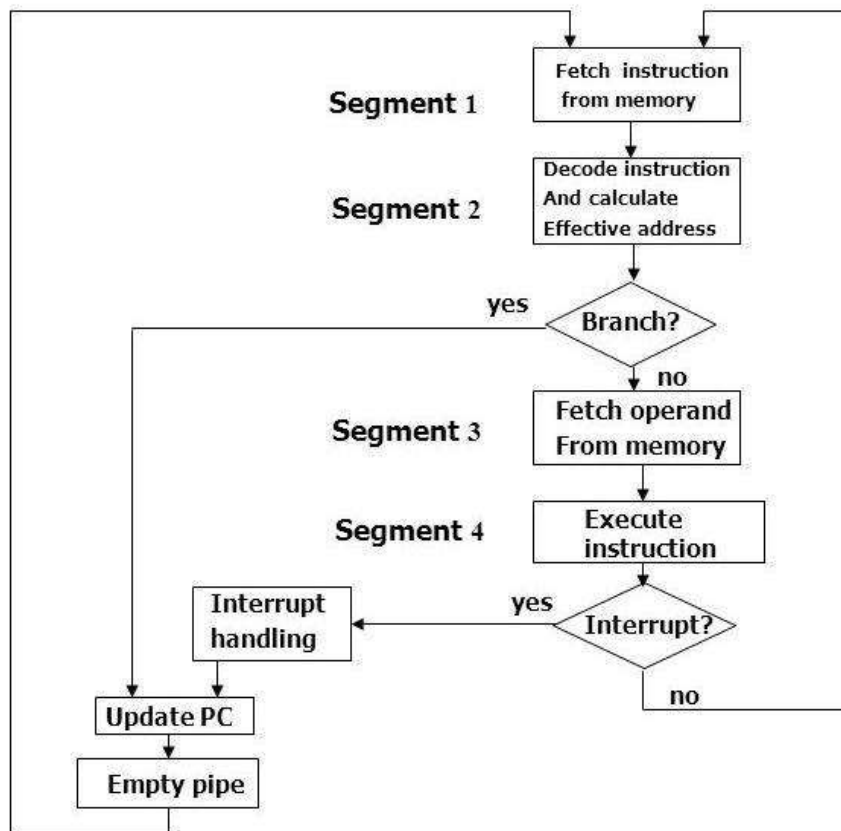 Fetch instruction
from memory
Segment 1
Decode instruction
And calculate
Effective address
Segment 2
yes
Branch?
no
Fetch operand
From memory
Segment 3
Execute
instruction
Segment 4
Interrupt
handling
yes
Interrupt?
no
Update PC
Empty pipe